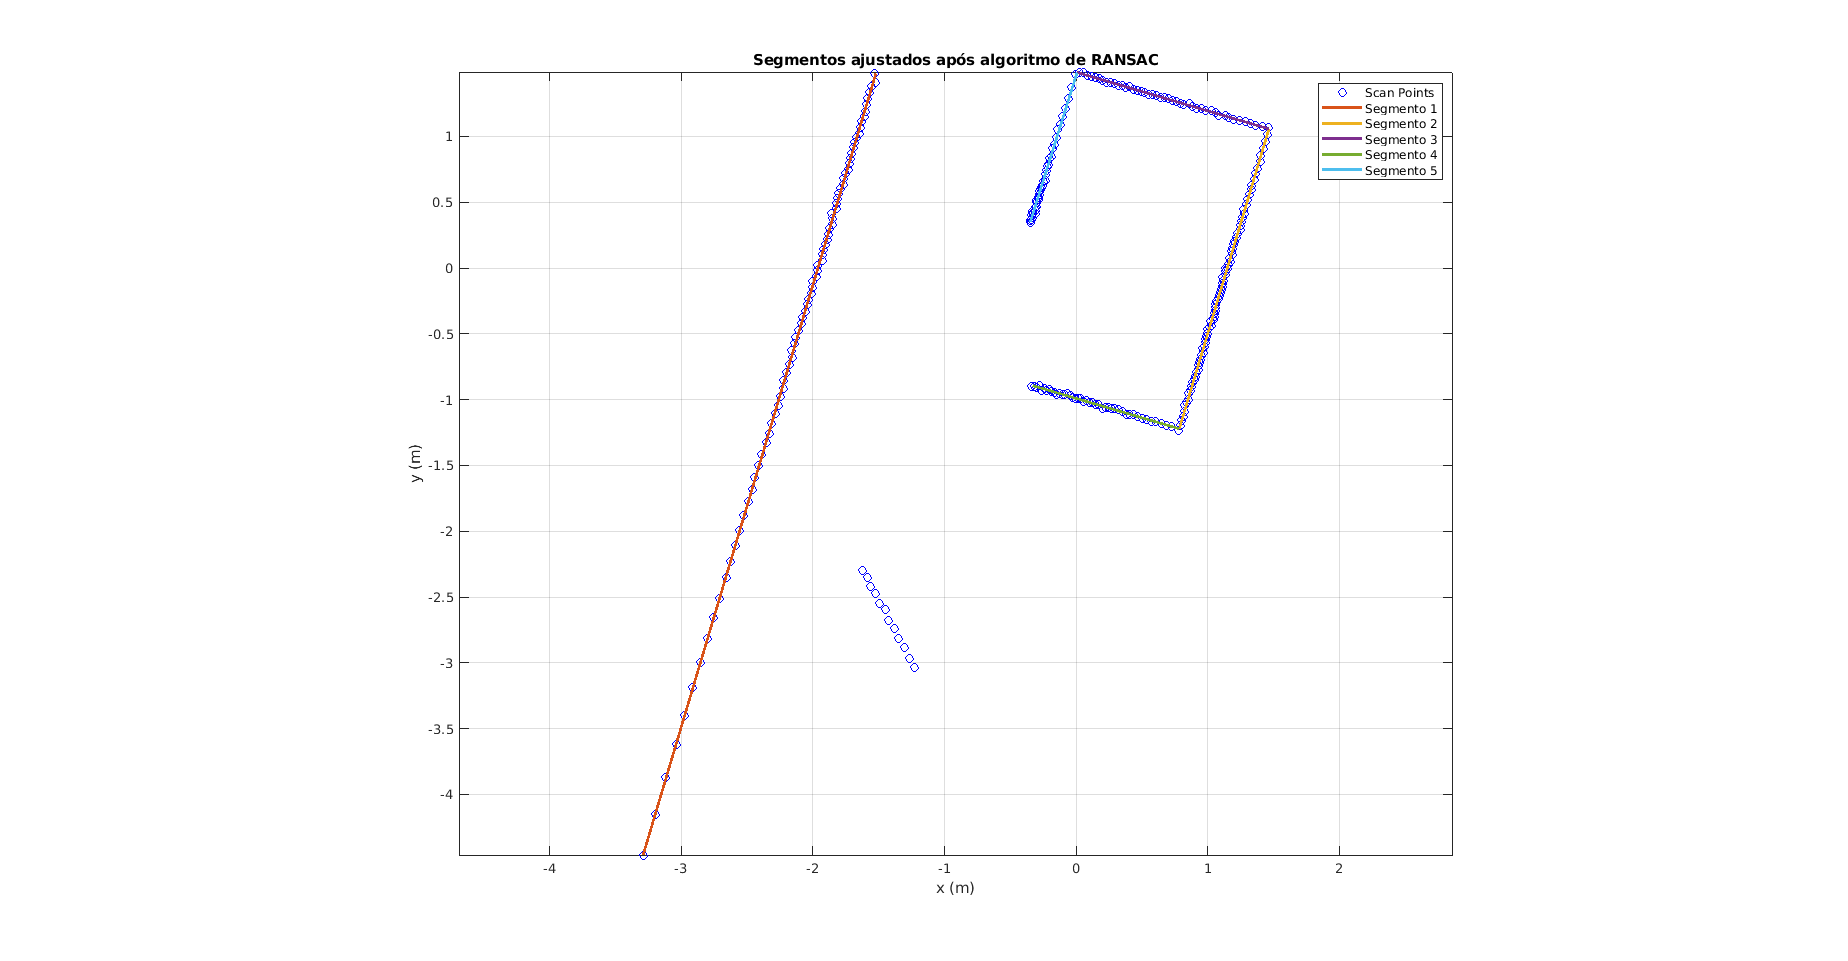 Segmentos ajustados após algoritmo de RANSAC
Scan Points
Segmento 1
Segmento 2
Segmento 3
Segmento 4
Segmento 5
1
0.5
0
-0.5
-1
-1.5
-2
-2.5
-3
-3.5
-4
y (m)
-4 -3 -2 -1 0 1 2
x (m)